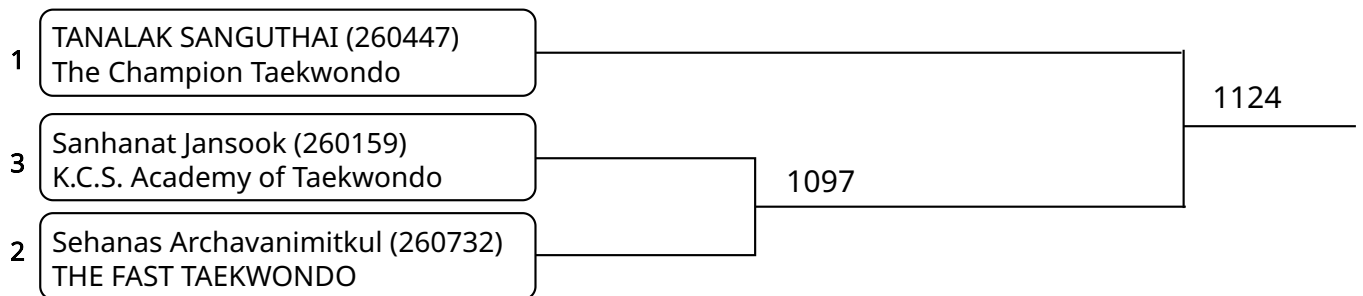 1
TANALAK SANGUTHAI (260447)
The Champion Taekwondo
1124
3
Sanhanat Jansook (260159)
K.C.S. Academy of Taekwondo
1097
2
Sehanas Archavanimitkul (260732)
THE FAST TAEKWONDO